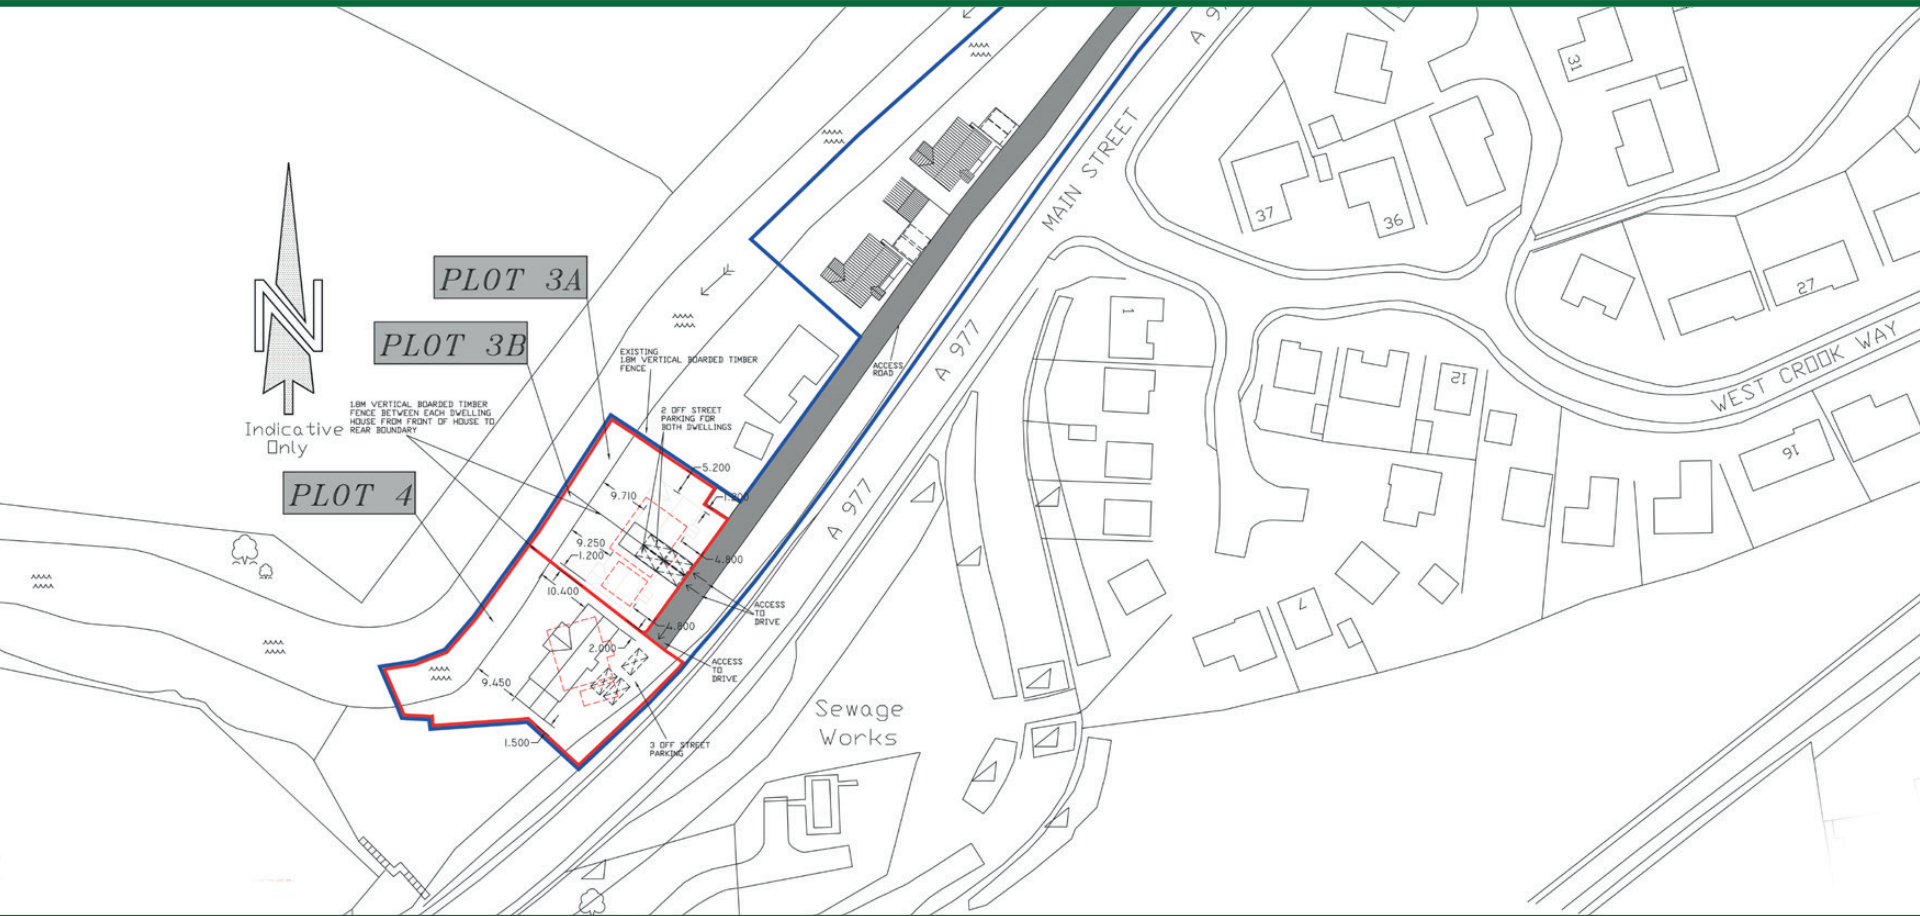 A 9
31
MAIN STREET
37
36
PLOT 3A
PLOT 3B
27
1
EXISTING
1.8M VERTICAL BOARDED TIMBER
FENCE
ACCESS
ROAD
A 977
WEST CROOK WAY
12
1.8M VERTICAL BOARDED TIMBER
FENCE BETWEEN EACH DWELLING
HOUSE FROM FRONT OF HOUSE TO
REAR BOUNDARY
2 OFF STREET
PARKING FOR
BOTH DWELLINGS
N
Indicative
Only
16
PLOT 4
5.200
9.710
1.200
A 977
9.250
1.200
4.800
10.400
ACCESS
TO
DRIVE
7
4.800
2.000
ACCESS
TO
DRIVE
9.450
1.500
3 OFF STREET
PARKING
Sewage
Works